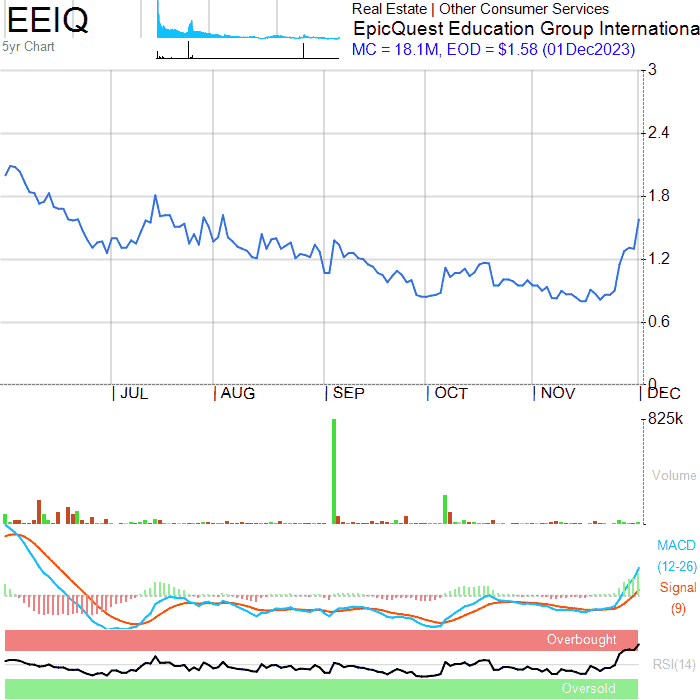 EEIQ
5yr Chart
Real Estate | Other Consumer Services
EpicQuest Education Group Internationa
MC = 18.1M, EOD = $1.58 (01Dec2023)
3
2.4
1.8
1.2
0.6
0
| JUL | AUG | SEP | OCT | NOV | DEC
825k
Volume
MACD
(12-26)
Signal
(9)
Overbought
RSI(14)
Oversold